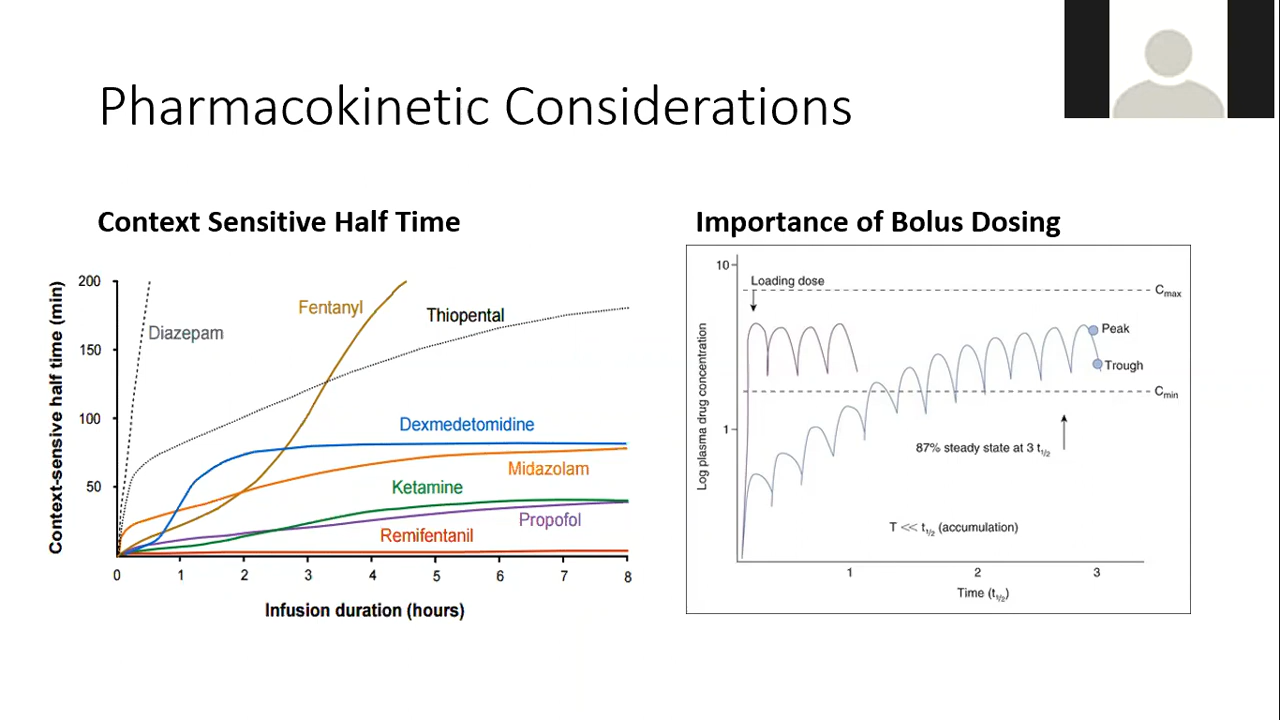 Pharmacokinetic Considerations
Context Sensitive Half Time
Context-sensive half time (min)
200
150
100
50
Diazepam
Fentanyl
Thiopental
Dexmedetomidine
Midazolam
Ketamine
Propofol
Remifentanil
0 1 2 3 4 5 6 7 8
Infusion duration (hours)
Importance of Bolus Dosing
Log plasma drug concentration
10
1
Loading dose
Cmax
Peak
Trough
Cmin
87% steady state at 3 t1/2
T << t1/2 (accumulation)
1 2 3
Time (t1/2)